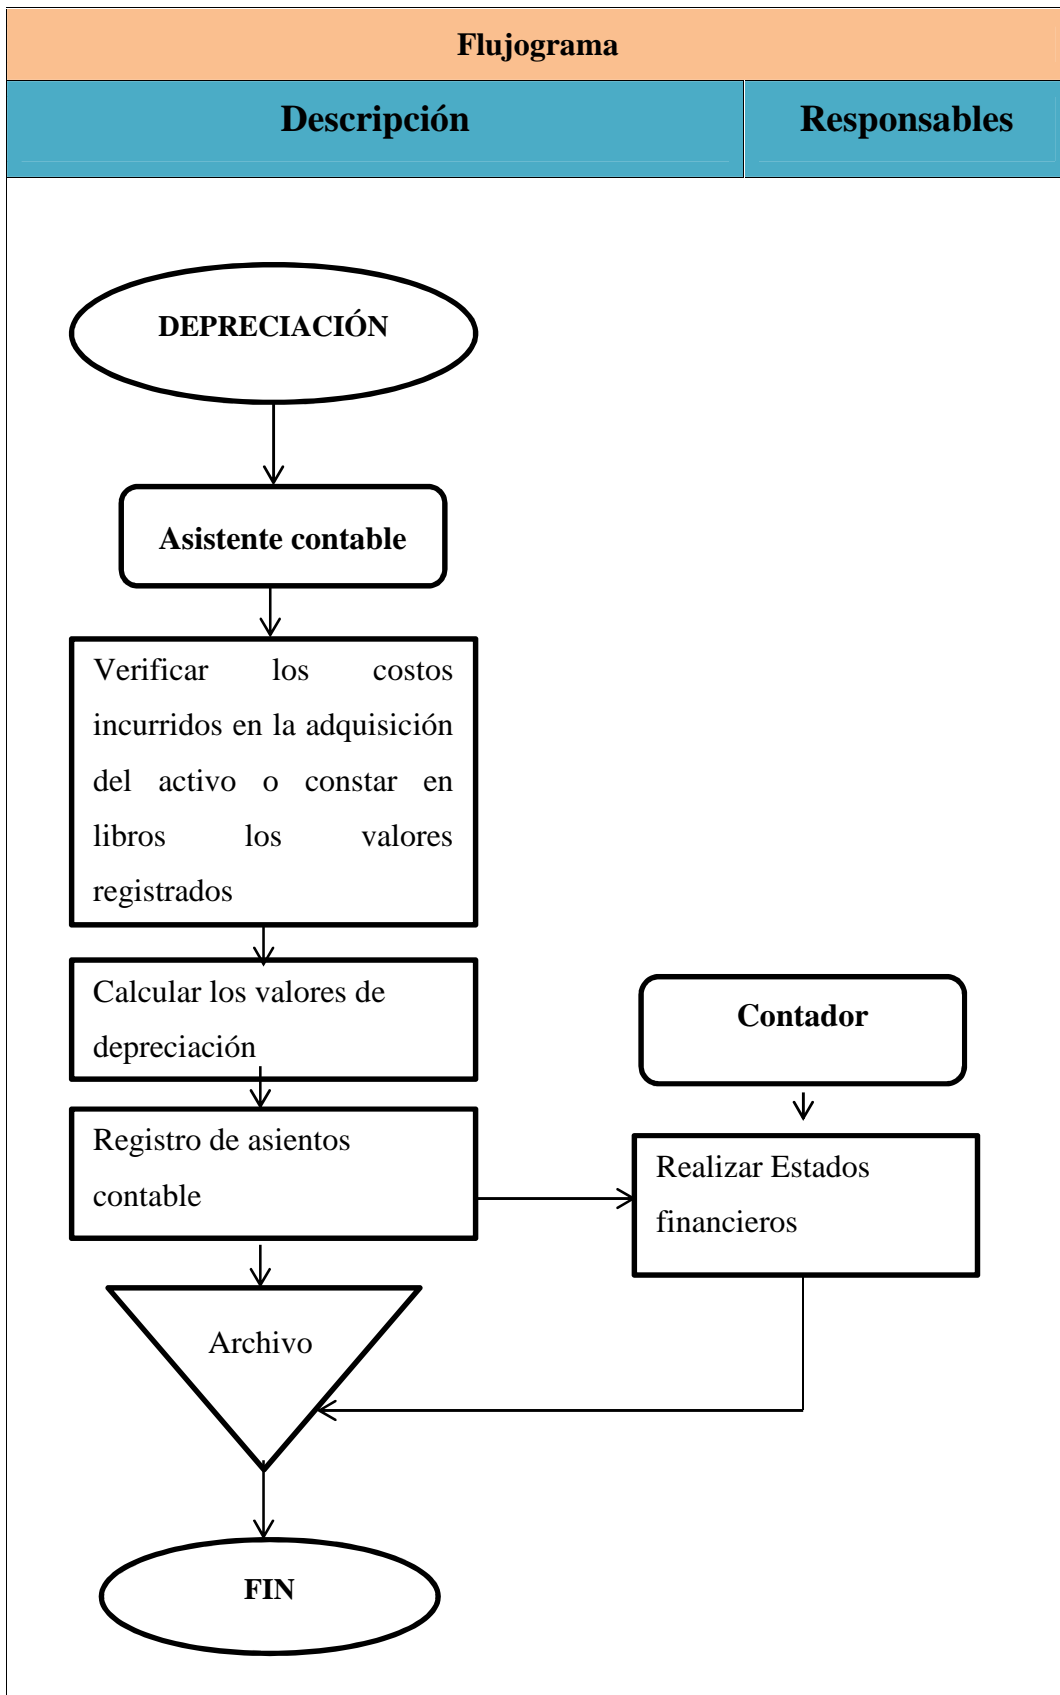 Flujograma
Descripción
Responsables
DEPRECIACIÓN
Asistente contable
Verificar los costos
incurridos en la adquisición
del activo o constar en
libros los valores
registrados
Calcular los valores de
depreciación
Contador
Registro de asientos
contable
Realizar Estados
financieros
Archivo
FIN